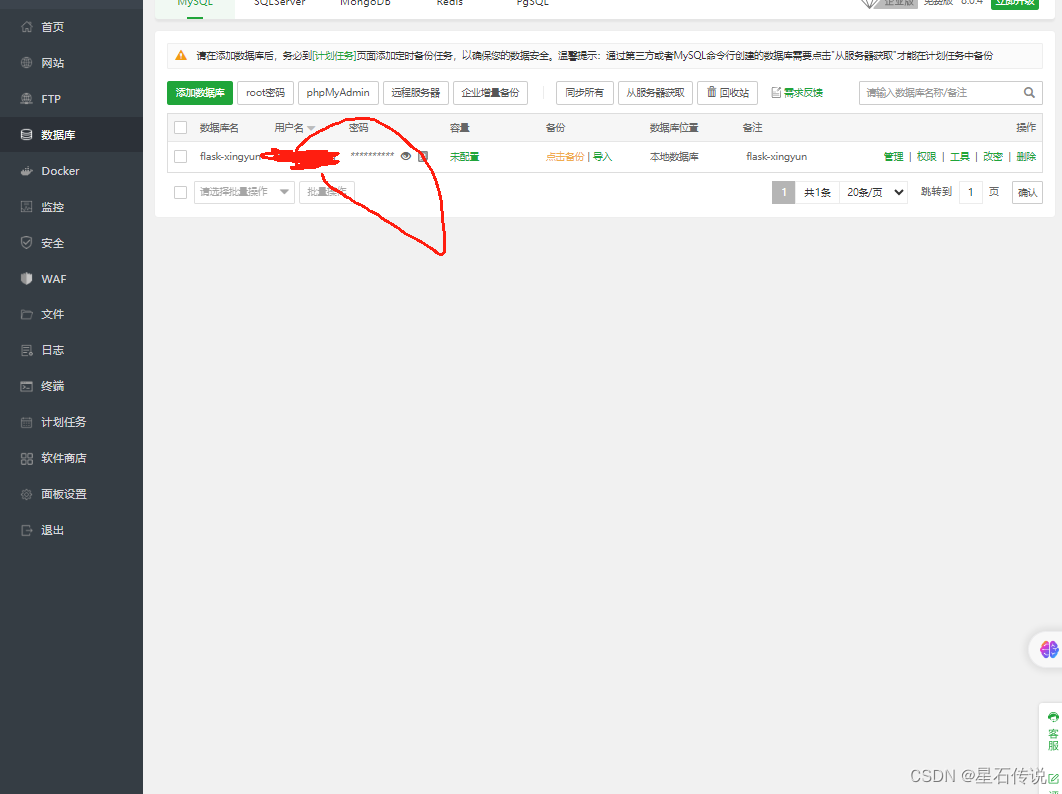 MySQL SQLServer MongoDB Redis PgSQL 企业版 免费版 8.0.4 立即升级
首页
网站
FTP
数据库
Docker
监控
安全
WAF
文件
日志
终端
计划任务
软件商店
面板设置
退出
请在添加数据库后，务必到[计划任务]页面添加定时备份任务，以确保您的数据安全。温馨提示：通过第三方或者MySQL命令行创建的数据库需要点击"从服务器获取"才能在计划任务中备份
添加数据库 root密码 phpMyAdmin 远程服务器 企业增量备份 同步所有 从服务器获取 回收站 需求反馈 请输入数据库名称/备注
数据库名 用户名 密码 容量 备份 数据库位置 备注 操作
flask-xingyun ********** 未配置 点击备份 | 导入 本地数据库 flask-xingyun 管理 | 权限 | 工具 | 改密 | 删除
请选择批量操作 批量操作 1 共1条 20条/页 跳转到 1 页 确认
客
服
CSDN @星石传说